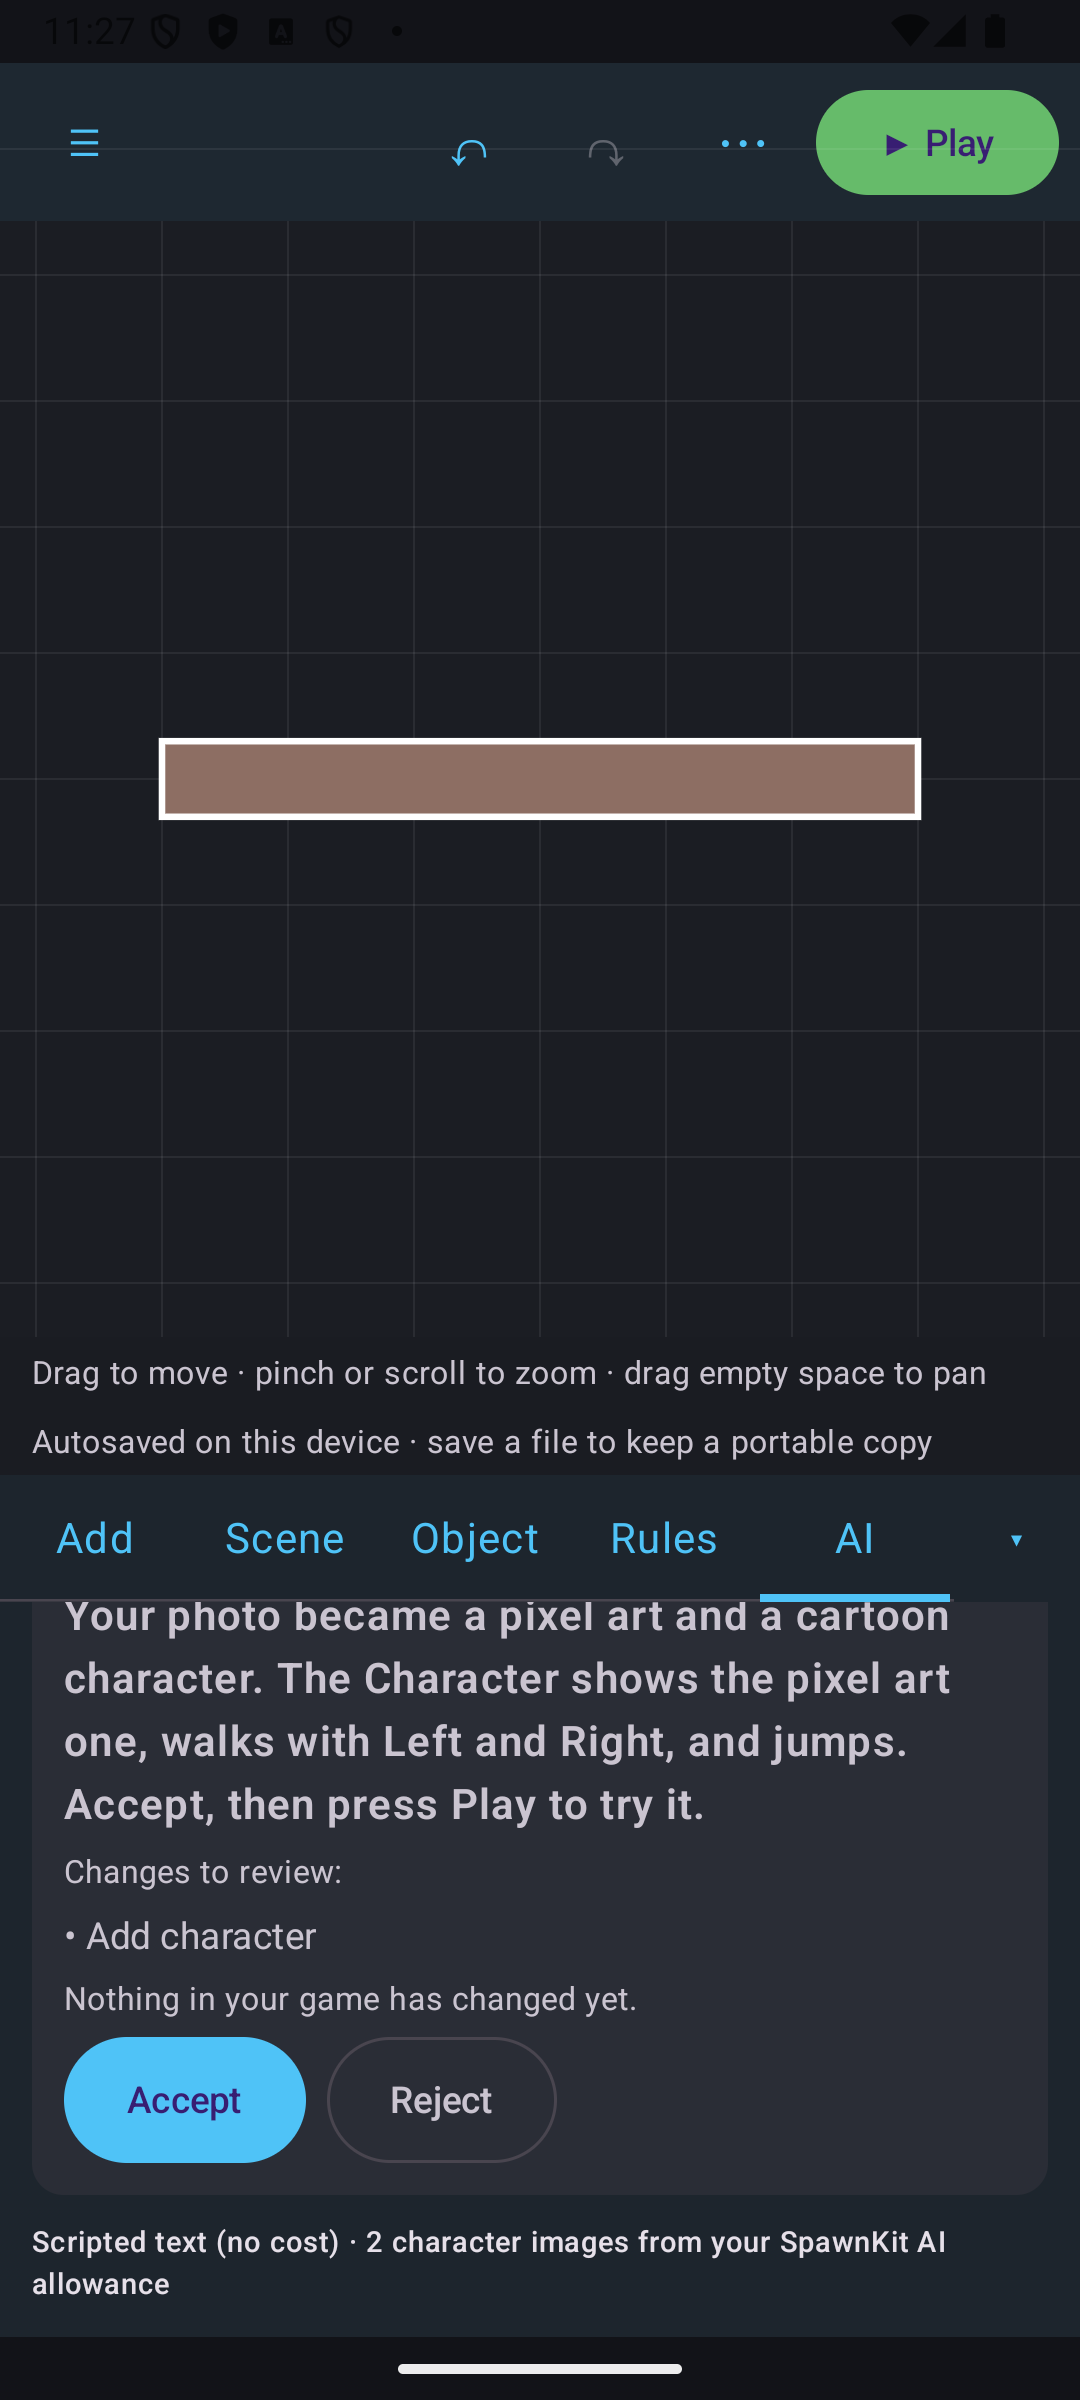 11:27
▶ Play
Drag to move · pinch or scroll to zoom · drag empty space to pan
Autosaved on this device · save a file to keep a portable copy
Add Scene Object Rules AI ▾
Your photo became a pixel art and a cartoon
character. The Character shows the pixel art
one, walks with Left and Right, and jumps.
Accept, then press Play to try it.
Changes to review:
• Add character
Nothing in your game has changed yet.
Accept Reject
Scripted text (no cost) · 2 character images from your SpawnKit AI
allowance